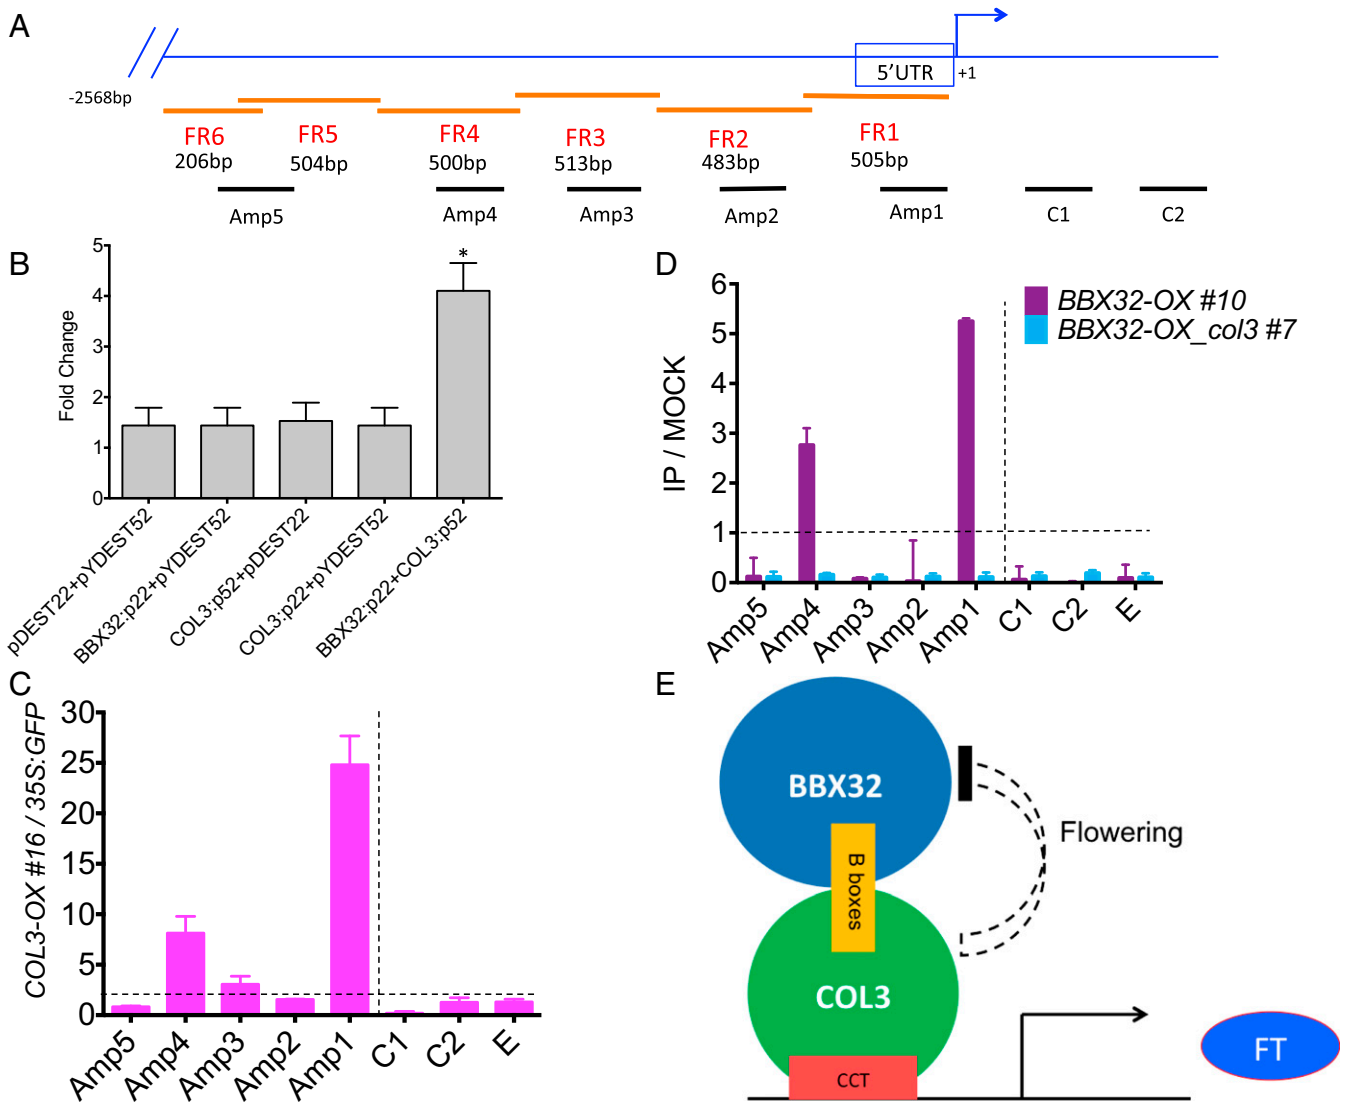 A
5'UTR
+1
-2568bp
FR6
FR5
FR4
FR3
FR2
FR1
206bp
504bp
500bp
513bp
483bp
505bp
Amp5
Amp4
Amp3
Amp2
Amp1
C1
C2
B
Fold Change
5
4
3
2
1
0
*
pDEST22+pYDEST52
BBX32:p22+pYDEST52
COL3:p52+pDEST22
COL3:p22+pYDEST52
BBX32:p22+COL3:p52
D
IP / MOCK
6
5
4
3
2
1
0
BBX32-OX #10
BBX32-OX_col3 #7
Amp5
Amp4
Amp3
Amp2
Amp1
C1
C2
E
C
COL3-OX #16 / 35S:GFP
30
25
20
15
10
5
0
Amp5
Amp4
Amp3
Amp2
Amp1
C1
C2
E
E
BBX32
B boxes
Flowering
COL3
CCT
FT